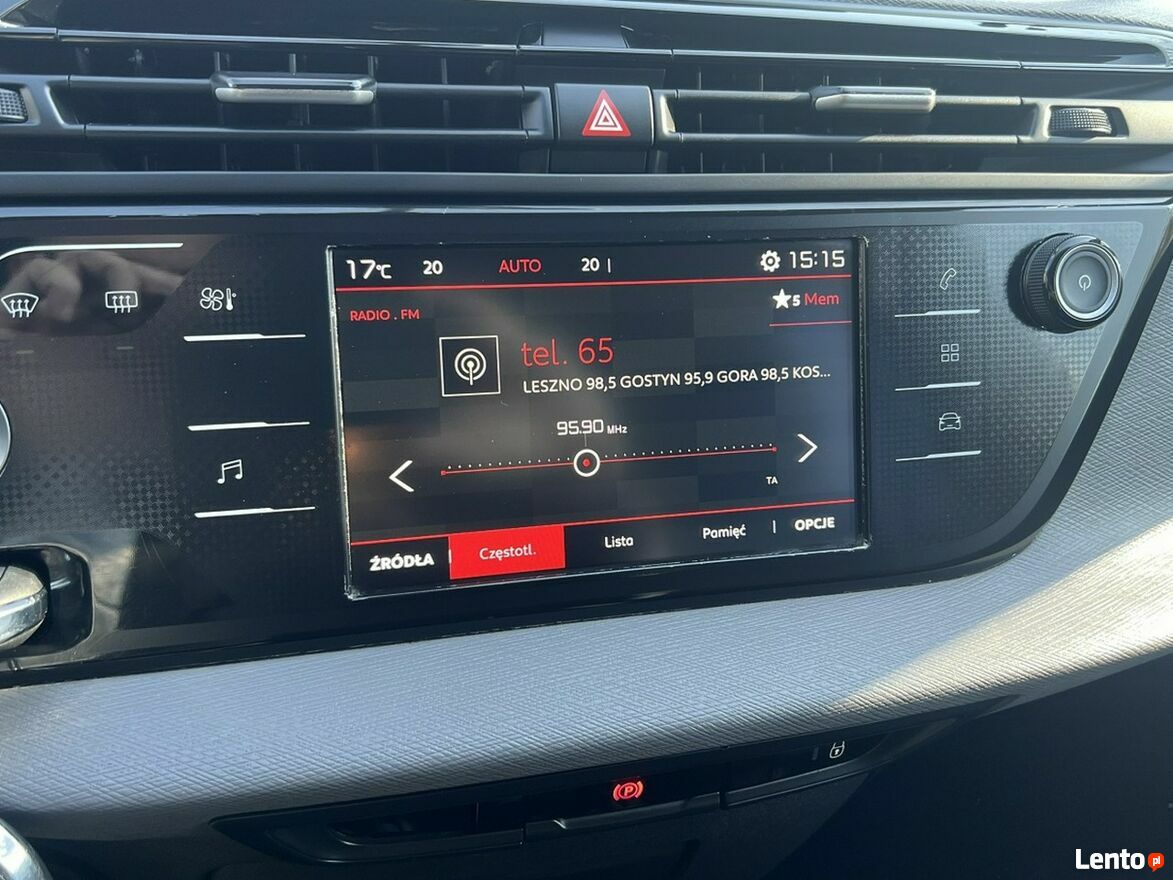 17°C 20 AUTO 20 15:15
RADIO . FM
5 Mem
tel. 65
LESZNO 98,5 GOSTYN 95,9 GORA 98,5 KOS...
95.90 MHz
TA
ŹRÓDŁA Częstotl. Lista Pamięć OPCJE
P
Lento.pl